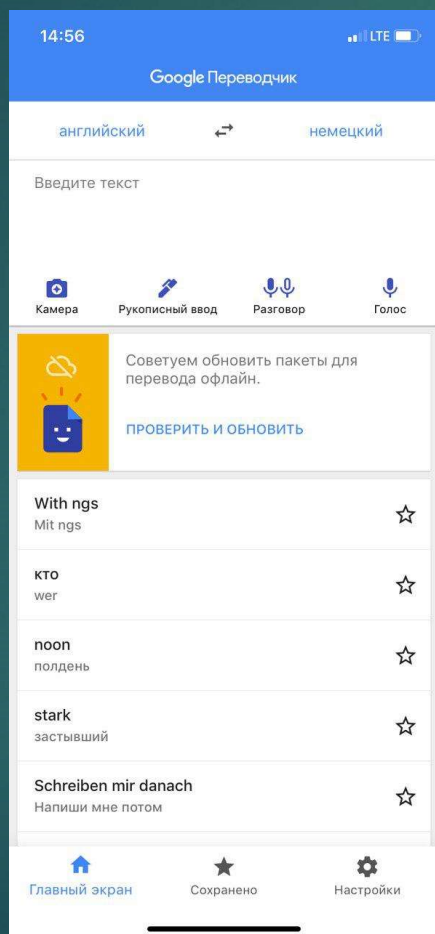 14:56
LTE
Google Переводчик
английский
немецкий
Введите текст
Камера
Рукописный ввод
Разговор
Голос
Советуем обновить пакеты для
перевода офлайн.
ПРОВЕРИТЬ И ОБНОВИТЬ
With ngs
Mit ngs
кто
wer
noon
полдень
stark
застывший
Schreiben mir danach
Напиши мне потом
Главный экран
Сохранено
Настройки